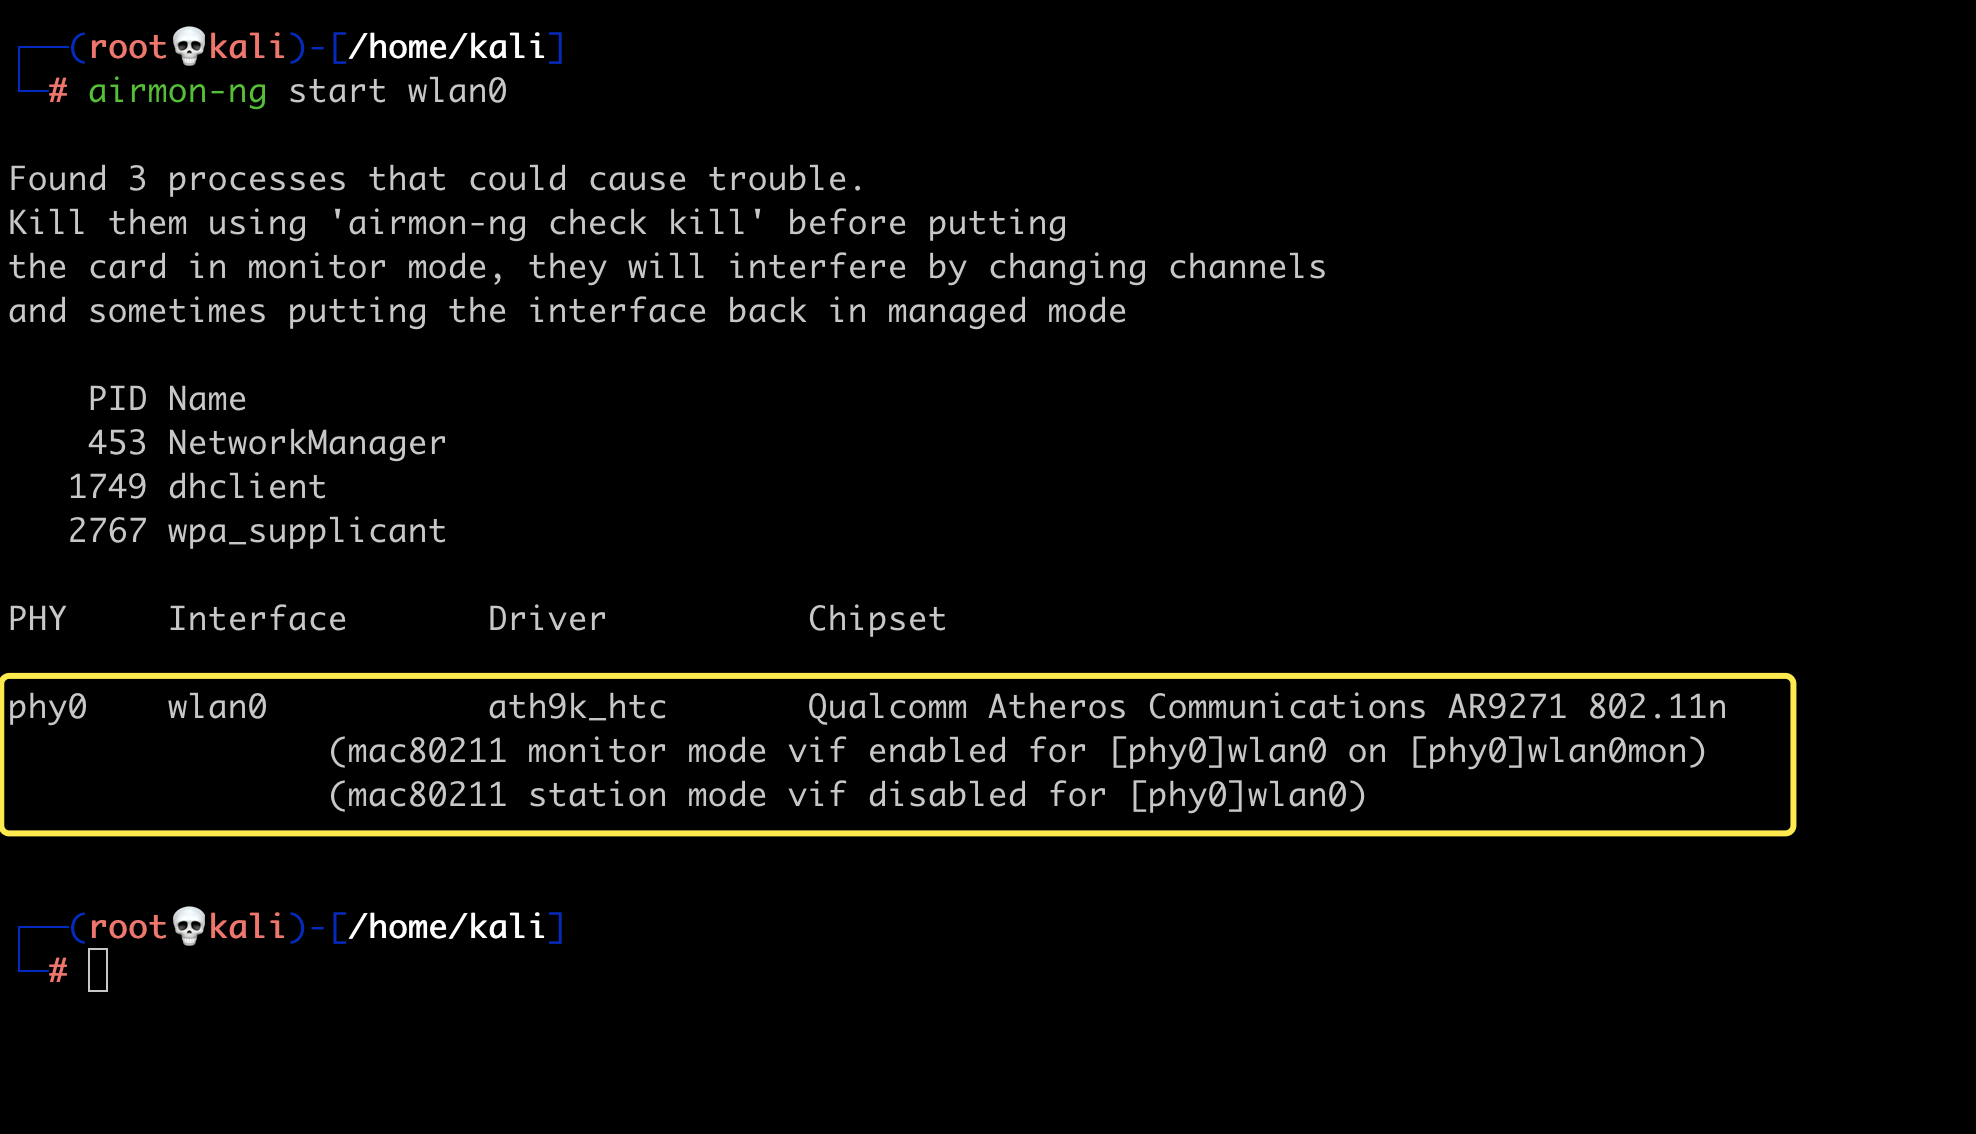 (root💀kali)-[/home/kali]
# airmon-ng start wlan0
Found 3 processes that could cause trouble.
Kill them using 'airmon-ng check kill' before putting
the card in monitor mode, they will interfere by changing channels
and sometimes putting the interface back in managed mode
PID Name
453 NetworkManager
1749 dhclient
2767 wpa_supplicant
PHY Interface Driver Chipset
phy0 wlan0 ath9k_htc Qualcomm Atheros Communications AR9271 802.11n
(mac80211 monitor mode vif enabled for [phy0]wlan0 on [phy0]wlan0mon)
(mac80211 station mode vif disabled for [phy0]wlan0)
(root💀kali)-[/home/kali]
#